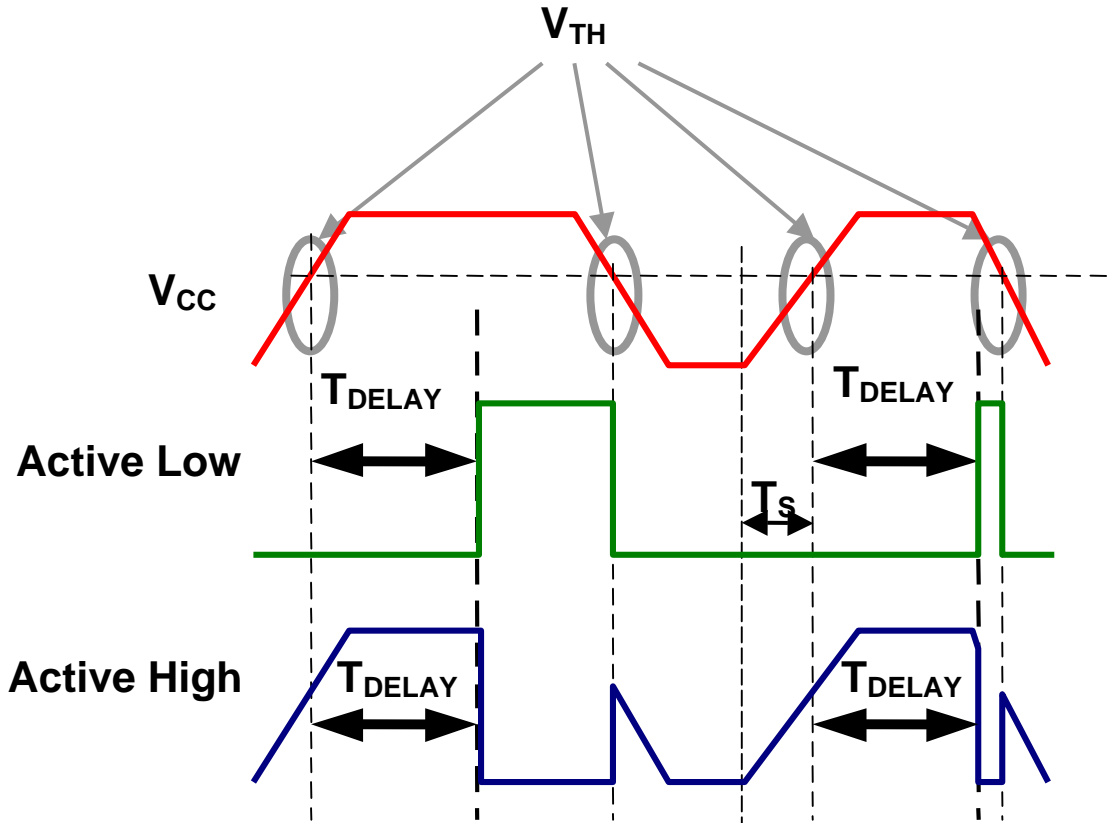 VTH
VCC
TDELAY
TDELAY
Active Low
TS
Active High
TDELAY
TDELAY